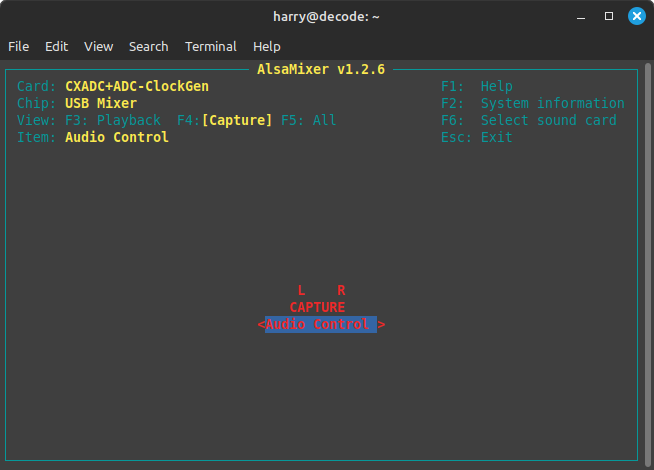 harry@decode: ~
File Edit View Search Terminal Help
AlsaMixer v1.2.6
Card: CXADC+ADC-ClockGen F1: Help
Chip: USB Mixer F2: System information
View: F3: Playback F4:[Capture] F5: All F6: Select sound card
Item: Audio Control Esc: Exit
L R
CAPTURE
<Audio Control >